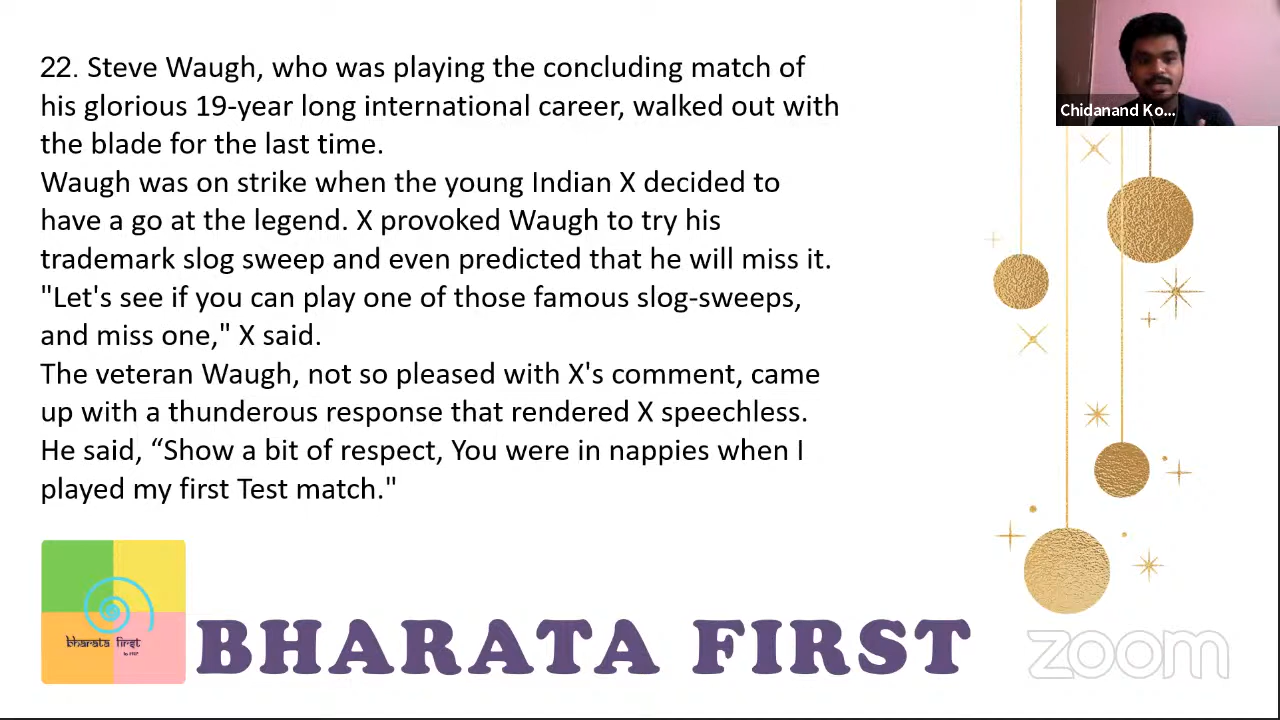 22. Steve Waugh, who was playing the concluding match of
his glorious 19-year long international career, walked out with
the blade for the last time.
Waugh was on strike when the young Indian X decided to
have a go at the legend. X provoked Waugh to try his
trademark slog sweep and even predicted that he will miss it.
"Let's see if you can play one of those famous slog-sweeps,
and miss one," X said.
The veteran Waugh, not so pleased with X's comment, came
up with a thunderous response that rendered X speechless.
He said, “Show a bit of respect, You were in nappies when I
played my first Test match."
Chidanand Ko...
bharata first
BHARATA FIRST
zoom